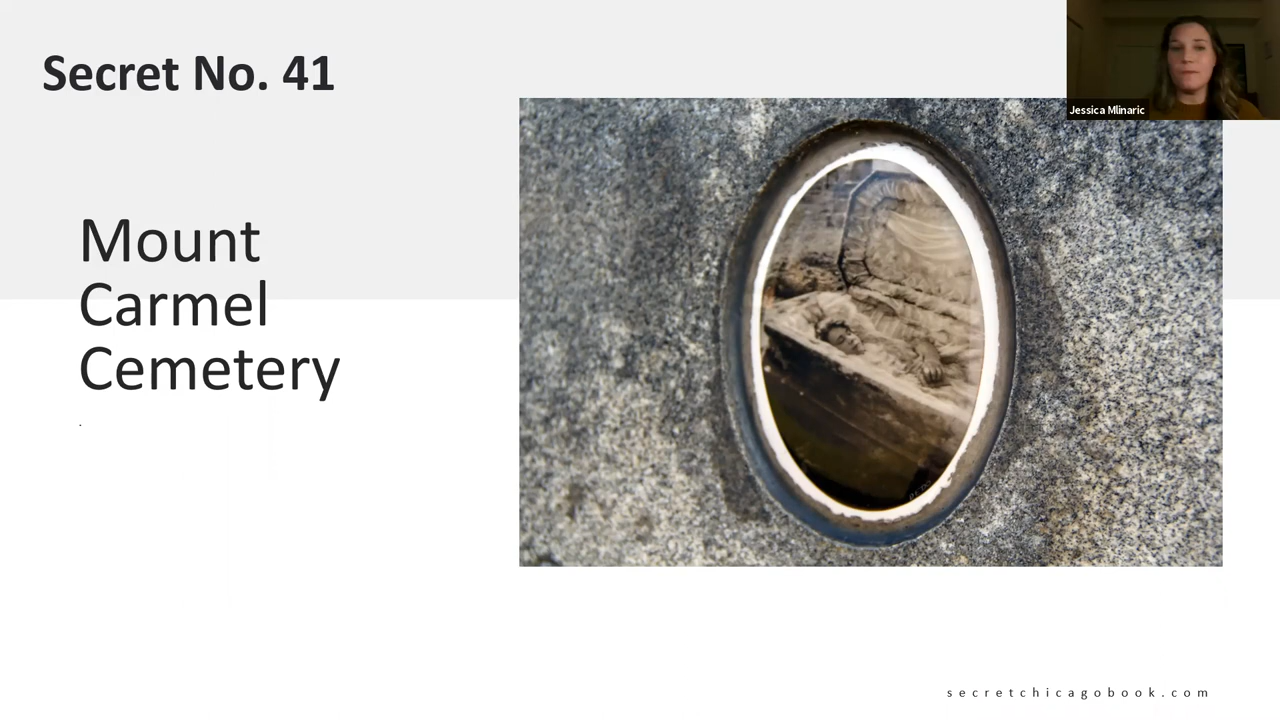 Secret No. 41
Jessica Mlinaric
Mount
Carmel
Cemetery
.
secretchicagobook.com